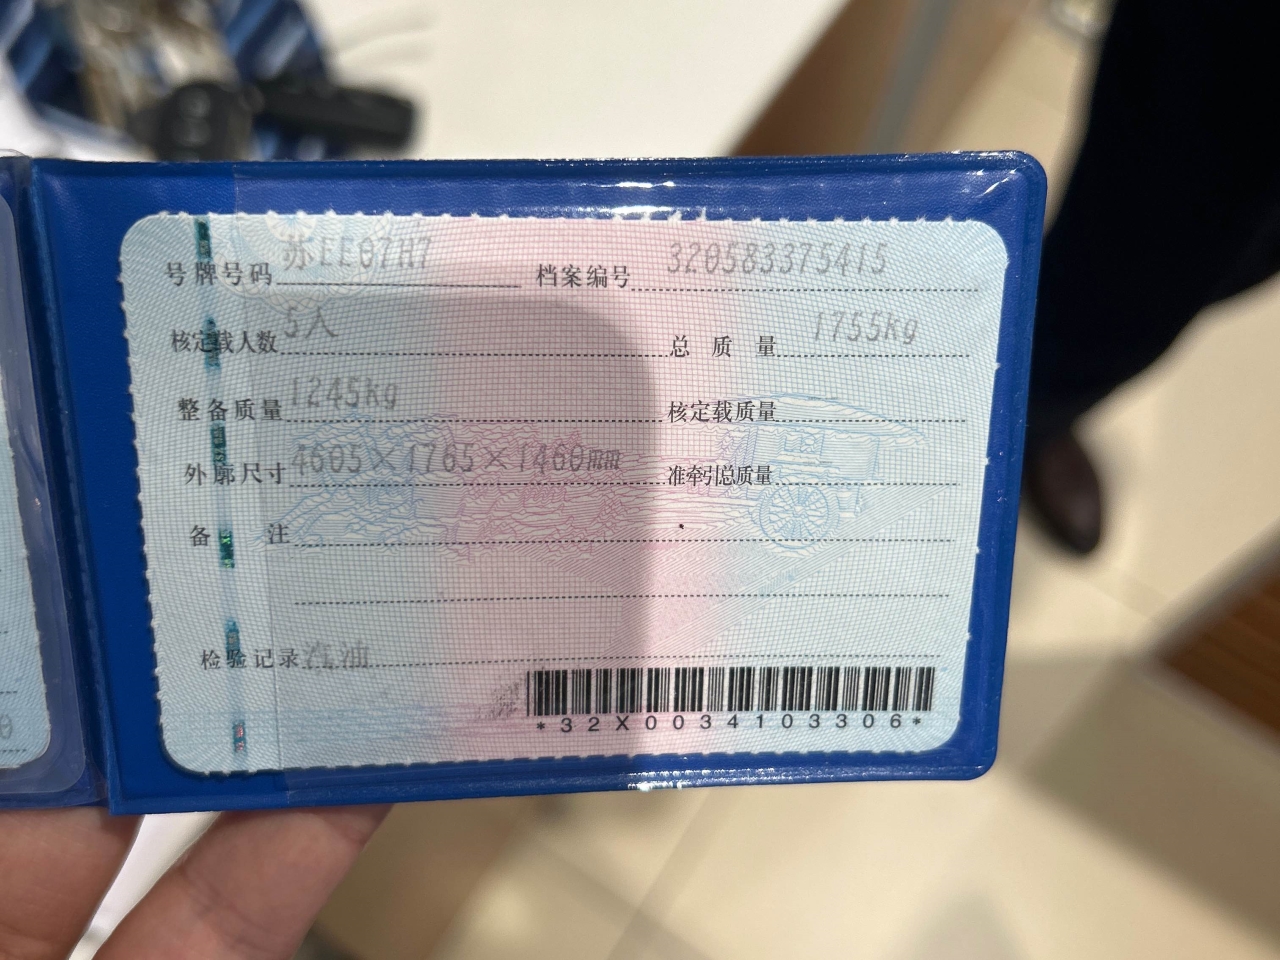 号牌号码 苏EE07H7 档案编号 320583375415
核定载人数 5人 总质量 1755kg
整备质量 1245kg 核定载质量
外廓尺寸 4605×1765×1460mm 准牵引总质量
备注
检验记录 汽油
*32X0034103306*